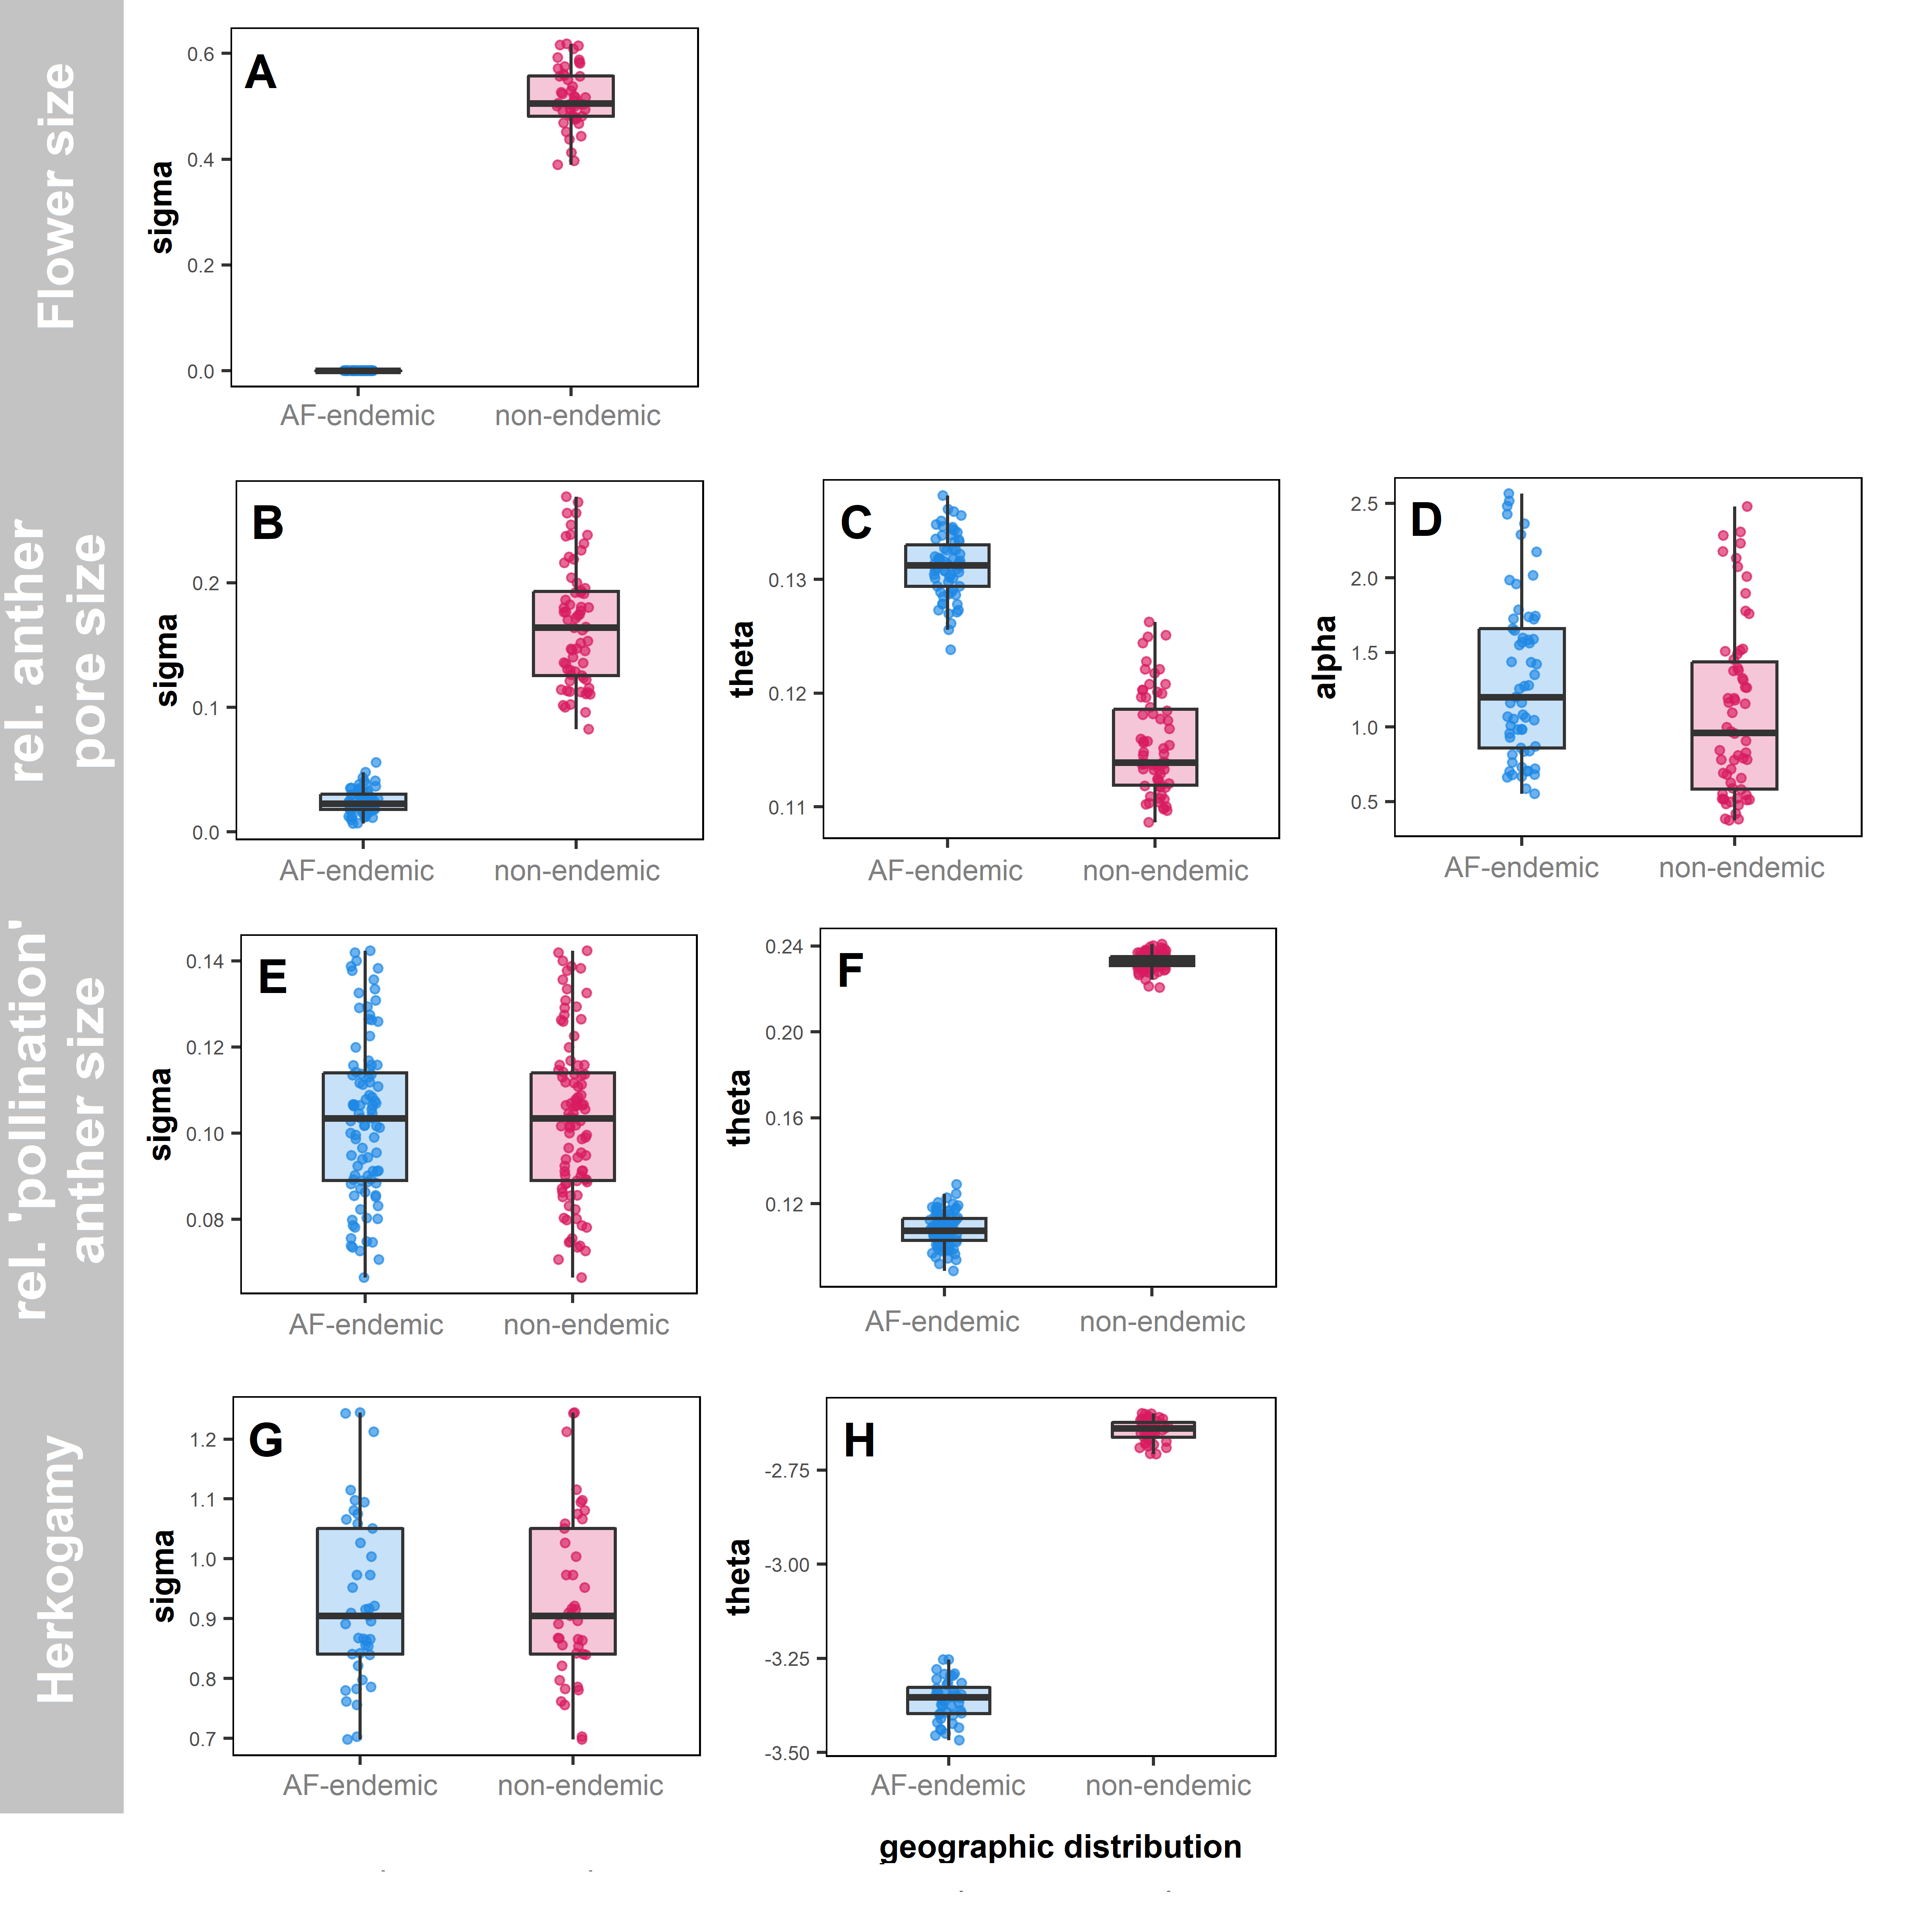 Flower size
A
sigma
0.6
0.4
0.2
0.0
AF-endemic
non-endemic
rel. anther
pore size
B
sigma
0.2
0.1
0.0
AF-endemic
non-endemic
C
theta
0.13
0.12
0.11
AF-endemic
non-endemic
D
alpha
2.5
2.0
1.5
1.0
0.5
AF-endemic
non-endemic
rel. 'pollination'
anther size
E
sigma
0.14
0.12
0.10
0.08
AF-endemic
non-endemic
F
theta
0.24
0.20
0.16
0.12
AF-endemic
non-endemic
Herkogamy
G
sigma
1.2
1.1
1.0
0.9
0.8
0.7
AF-endemic
non-endemic
H
theta
-2.75
-3.00
-3.25
-3.50
AF-endemic
non-endemic
geographic distribution